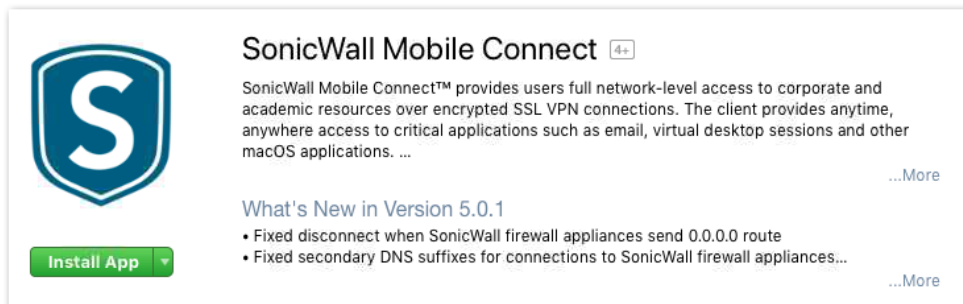 SonicWall Mobile Connect 4+
SonicWall Mobile Connect™ provides users full network-level access to corporate and
academic resources over encrypted SSL VPN connections. The client provides anytime,
anywhere access to critical applications such as email, virtual desktop sessions and other
macOS applications. ...
...More
What's New in Version 5.0.1
• Fixed disconnect when SonicWall firewall appliances send 0.0.0.0 route
• Fixed secondary DNS suffixes for connections to SonicWall firewall appliances...
...More
S
Install App